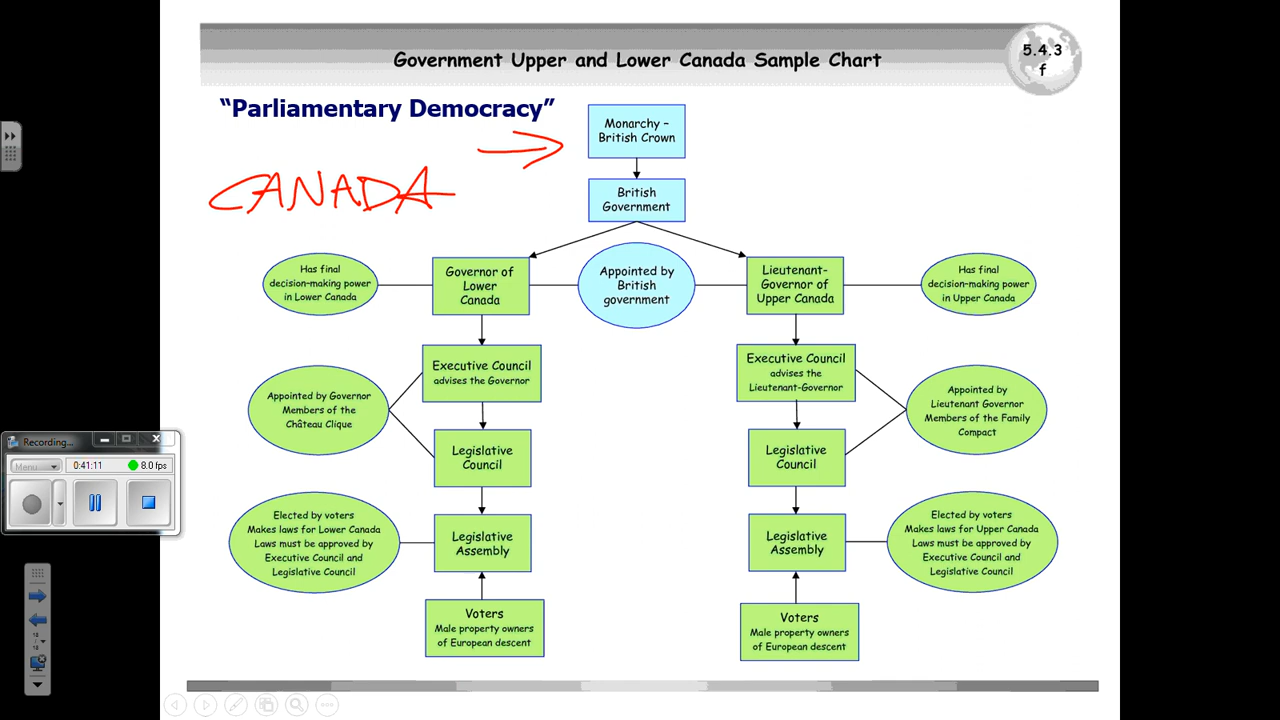 Government Upper and Lower Canada Sample Chart
5.4.3
f
“Parliamentary Democracy”
CANADA
Monarchy –
British Crown
British
Government
Has final
decision-making power
in Lower Canada
Governor of
Lower
Canada
Appointed by
British
government
Lieutenant-
Governor of
Upper Canada
Has final
decision-making power
in Upper Canada
Appointed by Governor
Members of the
Château Clique
Executive Council
advises the Governor
Executive Council
advises the
Lieutenant-Governor
Appointed by
Lieutenant Governor
Members of the Family
Compact
Legislative
Council
Legislative
Council
Recording...
Menu
0:41:11
8.0 fps
Elected by voters
Makes laws for Lower Canada
Laws must be approved by
Executive Council and
Legislative Council
Legislative
Assembly
Legislative
Assembly
Elected by voters
Makes laws for Upper Canada
Laws must be approved by
Executive Council and
Legislative Council
Voters
Male property owners
of European descent
Voters
Male property owners
of European descent